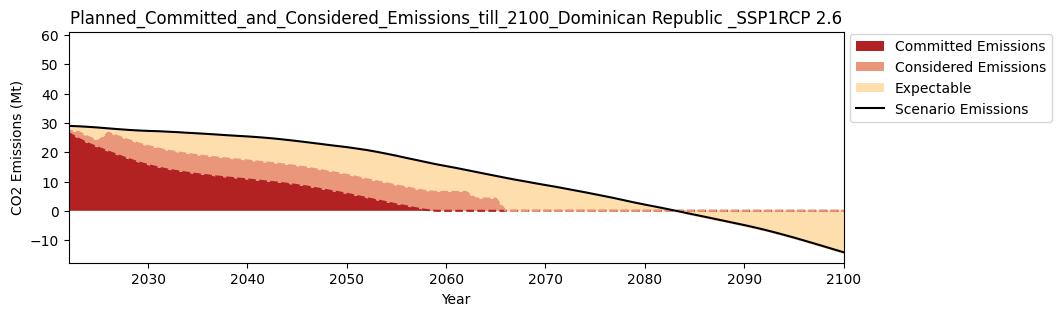 Planned_Committed_and_Considered_Emissions_till_2100_Dominican Republic _SSP1RCP 2.6
CO2 Emissions (Mt)
60
50
40
30
20
10
0
−10
2030
2040
2050
2060
2070
2080
2090
2100
Year
Committed Emissions
Considered Emissions
Expectable
Scenario Emissions